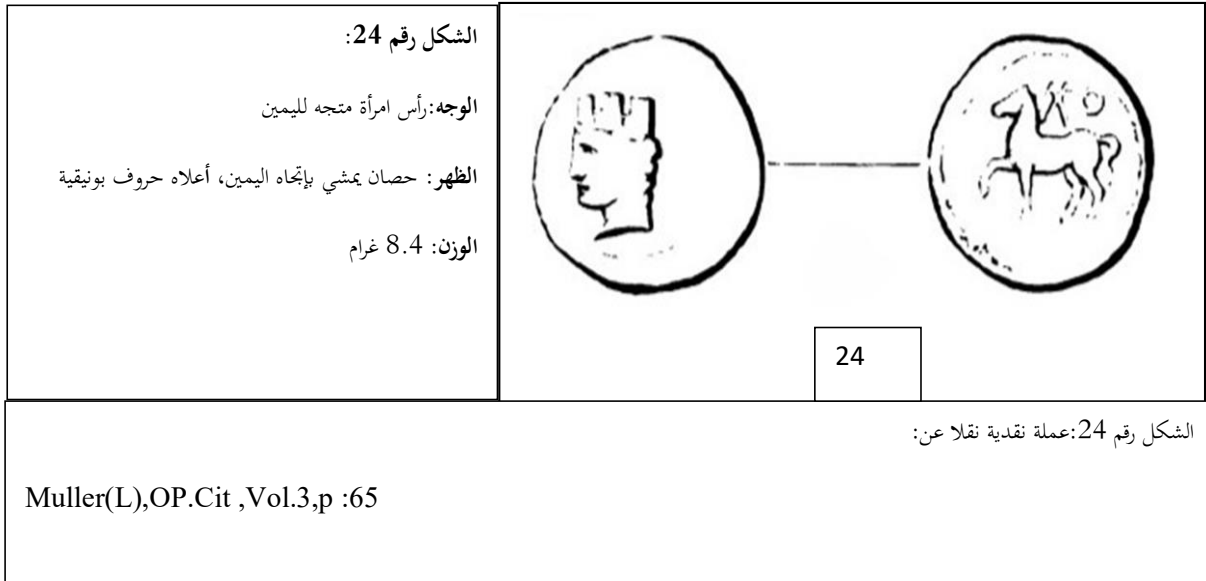 الشكل رقم 24:
الوجه:رأس امرأة متجه لليمين
الظهر: حصان يمشي بإتجاه اليمين، أعلاه حروف بونيقية
الوزن: 8.4 غرام
24
الشكل رقم 24:عملة نقدية نقلا عن:
Muller(L),OP.Cit ,Vol.3,p :65